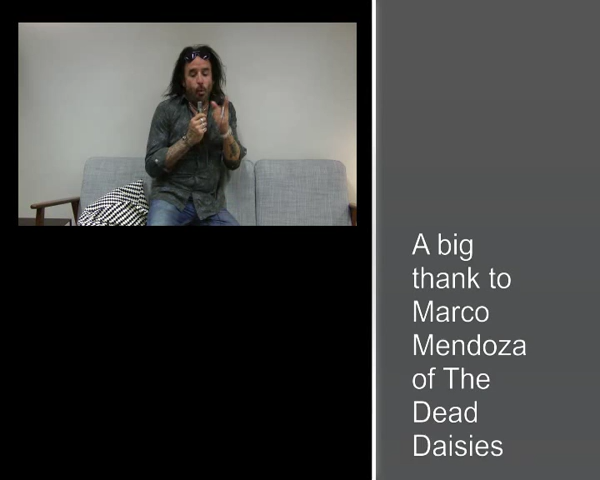 A big
thank to
Marco
Mendoza
of The
Dead
Daisies